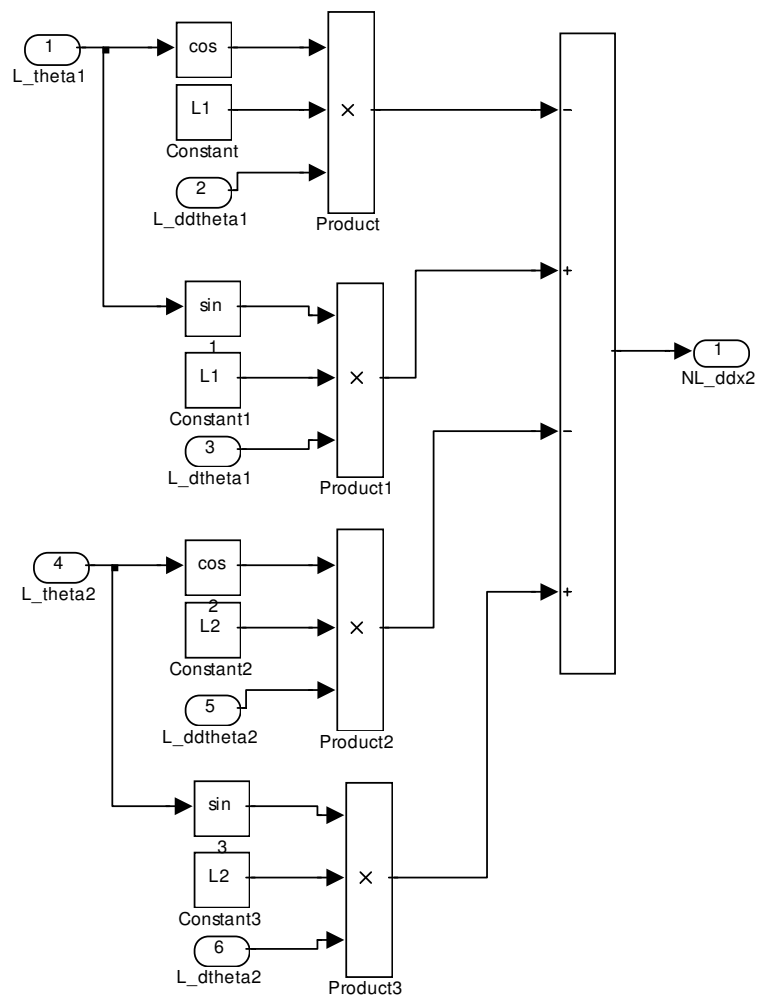 1
L_theta1
cos
L1
Constant
2
L_ddtheta1
×
Product
−
sin
1
L1
Constant1
3
L_dtheta1
×
Product1
+
1
NL_ddx2
4
L_theta2
cos
2
L2
Constant2
5
L_ddtheta2
×
Product2
−
sin
3
L2
Constant3
6
L_dtheta2
×
Product3
+